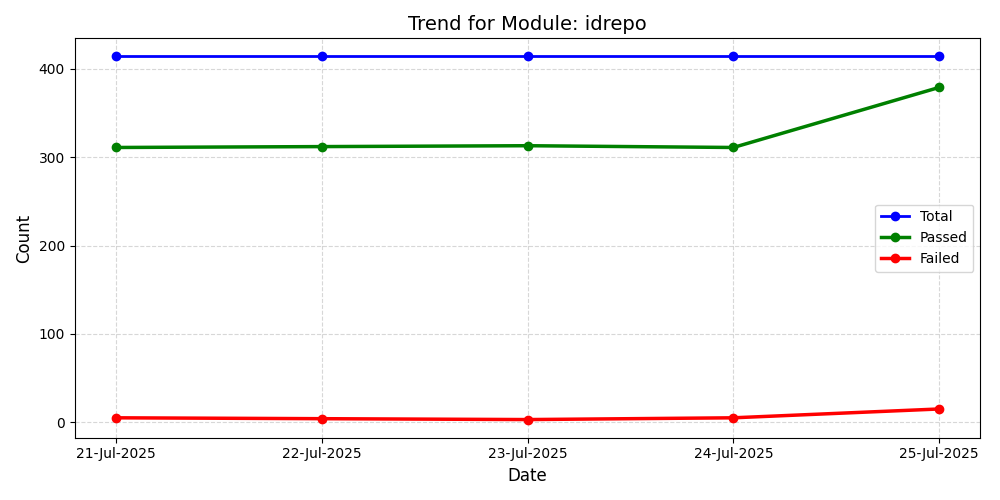 Trend for Module: idrepo
400
300
200
100
0
Count
Total
Passed
Failed
21-Jul-2025
22-Jul-2025
23-Jul-2025
24-Jul-2025
25-Jul-2025
Date